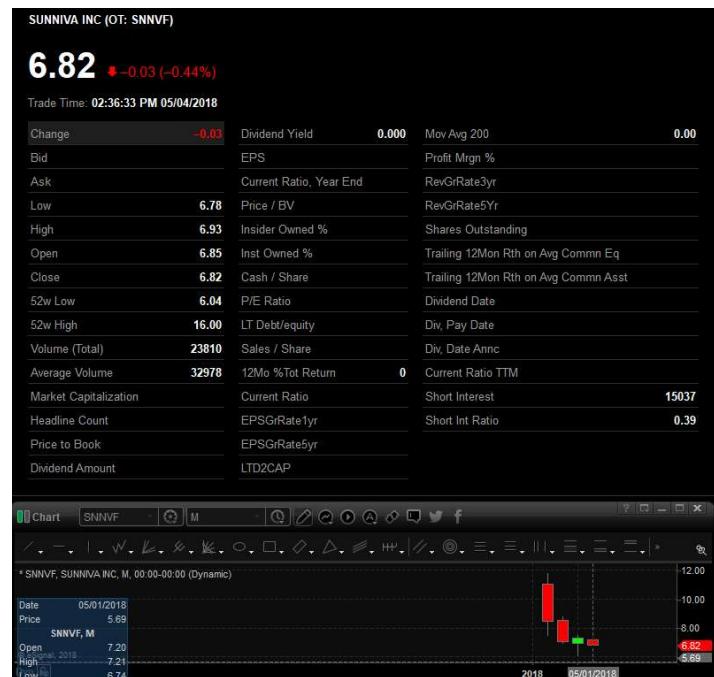 SUNNIVA INC (OT: SNNVF)
6.82 –0.03 (–0.44%)
Trade Time: 02:36:33 PM 05/04/2018
Change –0.03 Dividend Yield 0.000 Mov Avg 200 0.00
Bid EPS Profit Mrgn %
Ask Current Ratio, Year End RevGrRate3yr
Low 6.78 Price / BV RevGrRate5Yr
High 6.93 Insider Owned % Shares Outstanding
Open 6.85 Inst Owned % Trailing 12Mon Rth on Avg Commn Eq
Close 6.82 Cash / Share Trailing 12Mon Rth on Avg Commn Asst
52w Low 6.04 P/E Ratio Dividend Date
52w High 16.00 LT Debt/equity Div, Pay Date
Volume (Total) 23810 Sales / Share Div, Date Annc
Average Volume 32978 12Mo %Tot Return 0 Current Ratio TTM
Market Capitalization Current Ratio Short Interest 15037
Headline Count EPSGrRate1yr Short Int Ratio 0.39
Price to Book EPSGrRate5yr
Dividend Amount LTD2CAP
Chart SNNVF M
* SNNVF, SUNNIVA INC, M, 00:00-00:00 (Dynamic)
12.00
Date 05/01/2018
10.00
Price 5.69
SNNVF, M
8.00
Open 7.20
6.82
© eSignal, 2018
5.69
High 7.21
Low 6.74
2018 05/01/2018